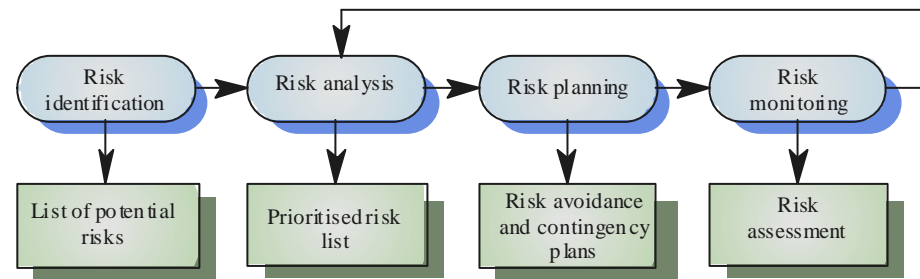 Risk
identification
Risk analysis
Risk planning
Risk
monitoring
List of potential
risks
Prioritised risk
list
Risk avoidance
and contingency
plans
Risk
assessment